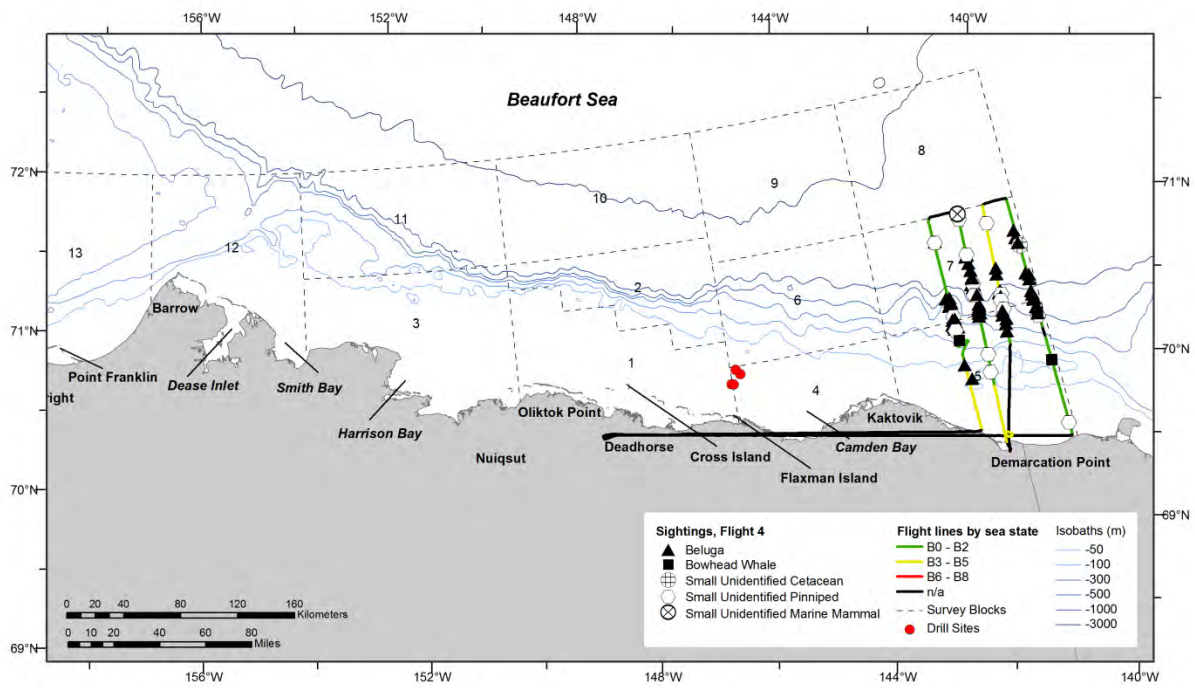 156°W 152°W 148°W 144°W 140°W
Beaufort Sea
8
72°N
9
71°N
10
11
12
13
7
2
6
3
Barrow
71°N
70°N
1
Point Franklin
Dease Inlet
Smith Bay
right
5
4
Kaktovik
Oliktok Point
Harrison Bay
Deadhorse
Camden Bay
Nuiqsut
Cross Island
Demarcation Point
Flaxman Island
70°N
69°N
Sightings, Flight 4
Beluga
Bowhead Whale
Small Unidentified Cetacean
Small Unidentified Pinniped
Small Unidentified Marine Mammal
Flight lines by sea state
B0 - B2
B3 - B5
B6 - B8
n/a
Survey Blocks
Drill Sites
Isobaths (m)
-50
-100
-300
-500
-1000
-3000
0 20 40 80 120 160
Kilometers
0 10 20 40 60 80
Miles
69°N
156°W 152°W 148°W 144°W 140°W